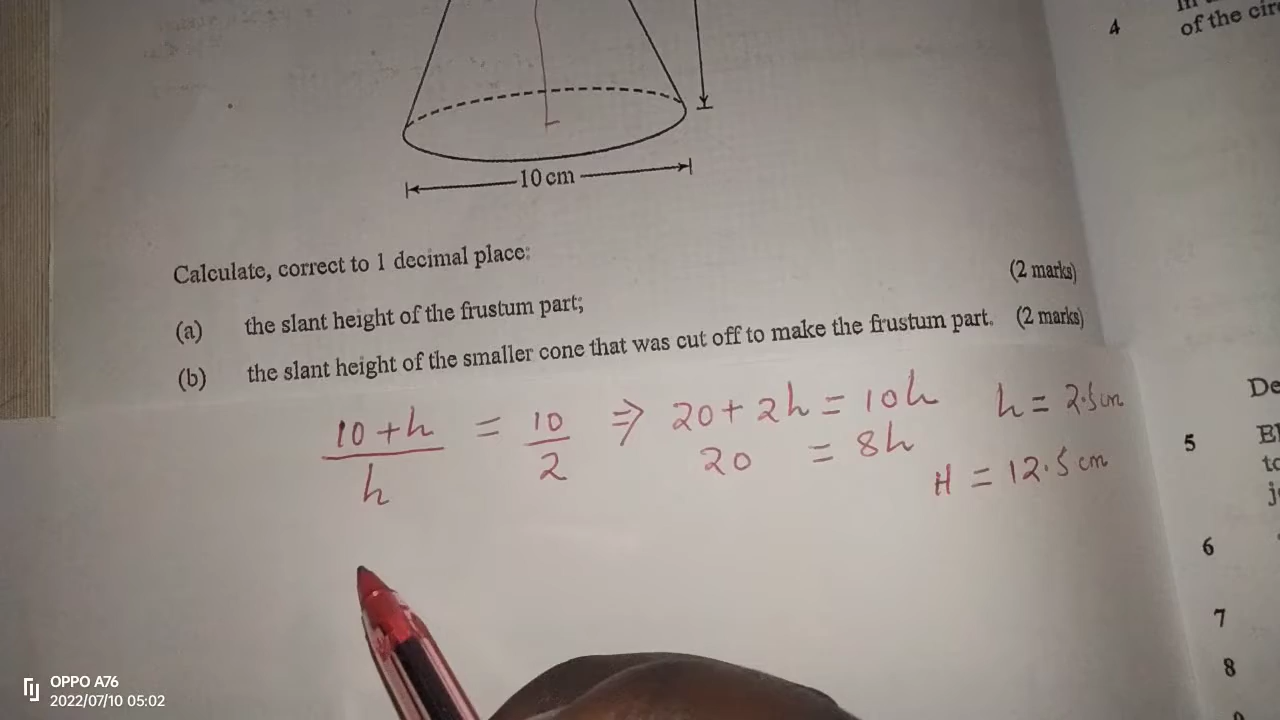 4
of the cir
10 cm
Calculate, correct to 1 decimal place:
(a) the slant height of the frustum part; (2 marks)
(b) the slant height of the smaller cone that was cut off to make the frustum part. (2 marks)
10 + h / h = 10 / 2 ⇒ 20 + 2h = 10h h = 2.5cm
20 = 8h
H = 12.5 cm
De
5
to
6
7
8
OPPO A76
2022/07/10 05:02